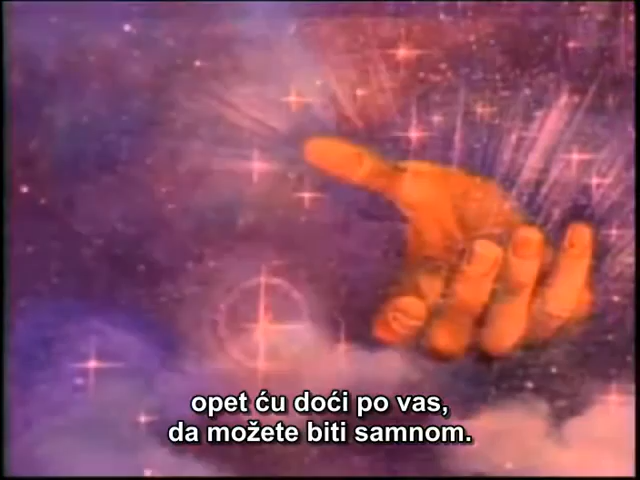 opet ću doći po vas,
da možete biti samnom.